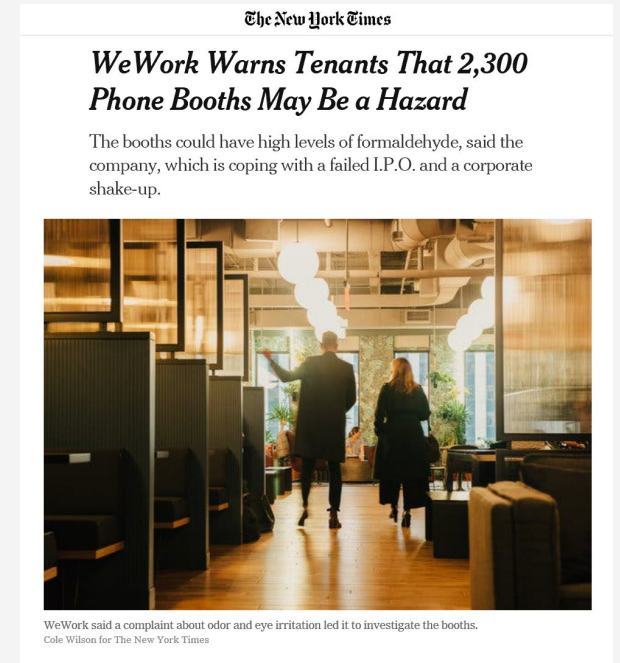 The New York Times
WeWork Warns Tenants That 2,300
Phone Booths May Be a Hazard
The booths could have high levels of formaldehyde, said the
company, which is coping with a failed I.P.O. and a corporate
shake-up.
WeWork said a complaint about odor and eye irritation led it to investigate the booths.
Cole Wilson for The New York Times